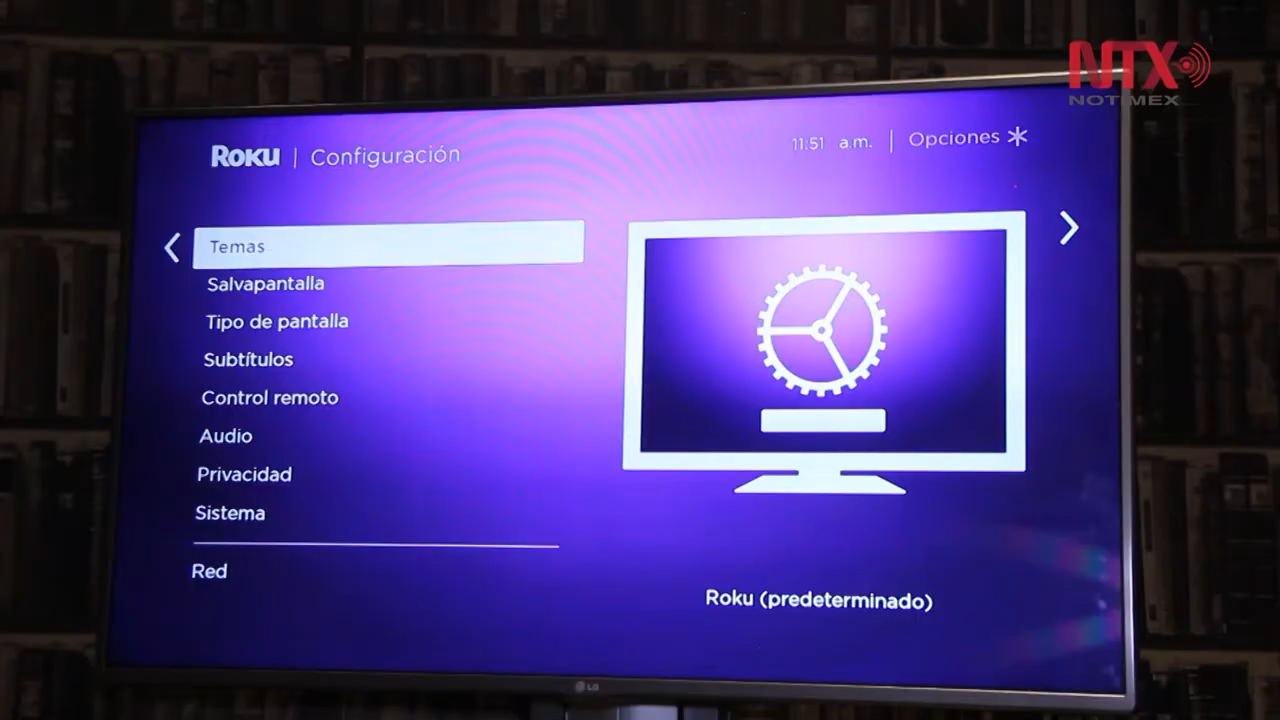 NTX
NOTIMEX
Roku | Configuración
11:51 a.m. | Opciones
Temas
Salvapantalla
Tipo de pantalla
Subtítulos
Control remoto
Audio
Privacidad
Sistema
Red
Roku (predeterminado)
LG